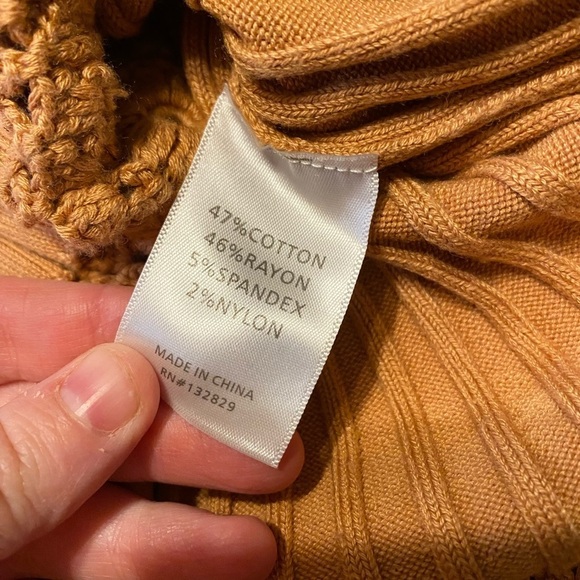 47%COTTON
46%RAYON
5%SPANDEX
2%NYLON
MADE IN CHINA
RN#132829